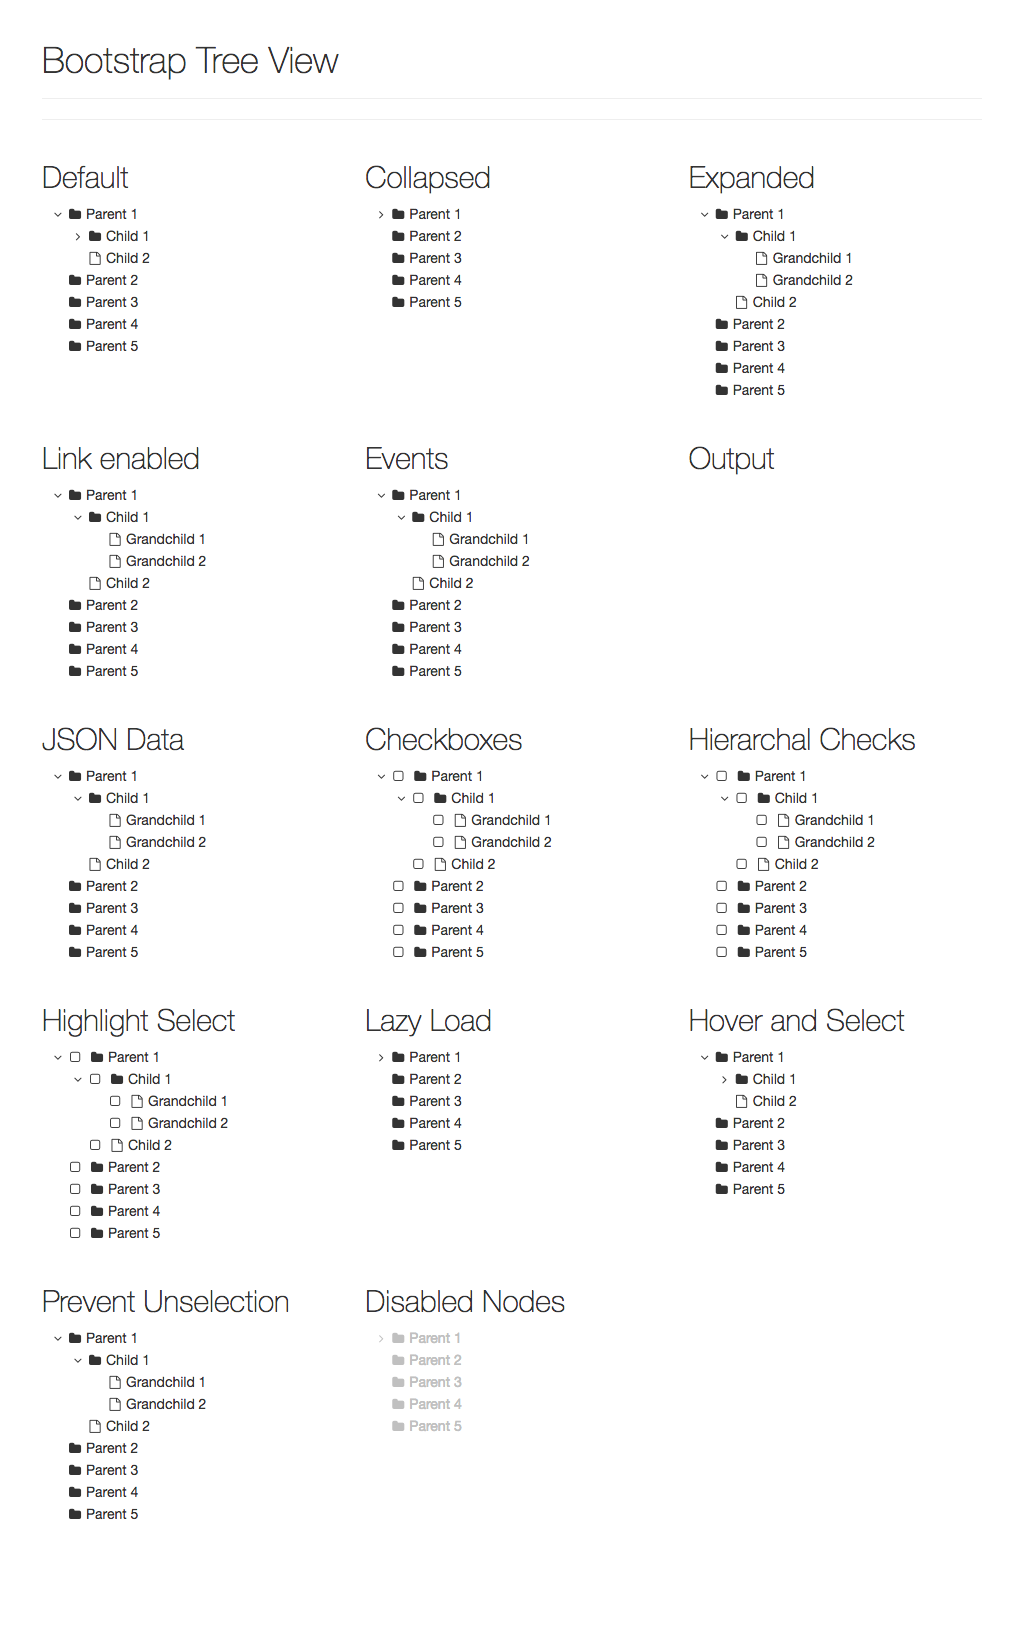 Bootstrap Tree View
Default
Parent 1
Child 1
Child 2
Parent 2
Parent 3
Parent 4
Parent 5
Collapsed
Parent 1
Parent 2
Parent 3
Parent 4
Parent 5
Expanded
Parent 1
Child 1
Grandchild 1
Grandchild 2
Child 2
Parent 2
Parent 3
Parent 4
Parent 5
Link enabled
Parent 1
Child 1
Grandchild 1
Grandchild 2
Child 2
Parent 2
Parent 3
Parent 4
Parent 5
Events
Parent 1
Child 1
Grandchild 1
Grandchild 2
Child 2
Parent 2
Parent 3
Parent 4
Parent 5
Output
JSON Data
Parent 1
Child 1
Grandchild 1
Grandchild 2
Child 2
Parent 2
Parent 3
Parent 4
Parent 5
Checkboxes
Parent 1
Child 1
Grandchild 1
Grandchild 2
Child 2
Parent 2
Parent 3
Parent 4
Parent 5
Hierarchal Checks
Parent 1
Child 1
Grandchild 1
Grandchild 2
Child 2
Parent 2
Parent 3
Parent 4
Parent 5
Highlight Select
Parent 1
Child 1
Grandchild 1
Grandchild 2
Child 2
Parent 2
Parent 3
Parent 4
Parent 5
Lazy Load
Parent 1
Parent 2
Parent 3
Parent 4
Parent 5
Hover and Select
Parent 1
Child 1
Child 2
Parent 2
Parent 3
Parent 4
Parent 5
Prevent Unselection
Parent 1
Child 1
Grandchild 1
Grandchild 2
Child 2
Parent 2
Parent 3
Parent 4
Parent 5
Disabled Nodes
Parent 1
Parent 2
Parent 3
Parent 4
Parent 5